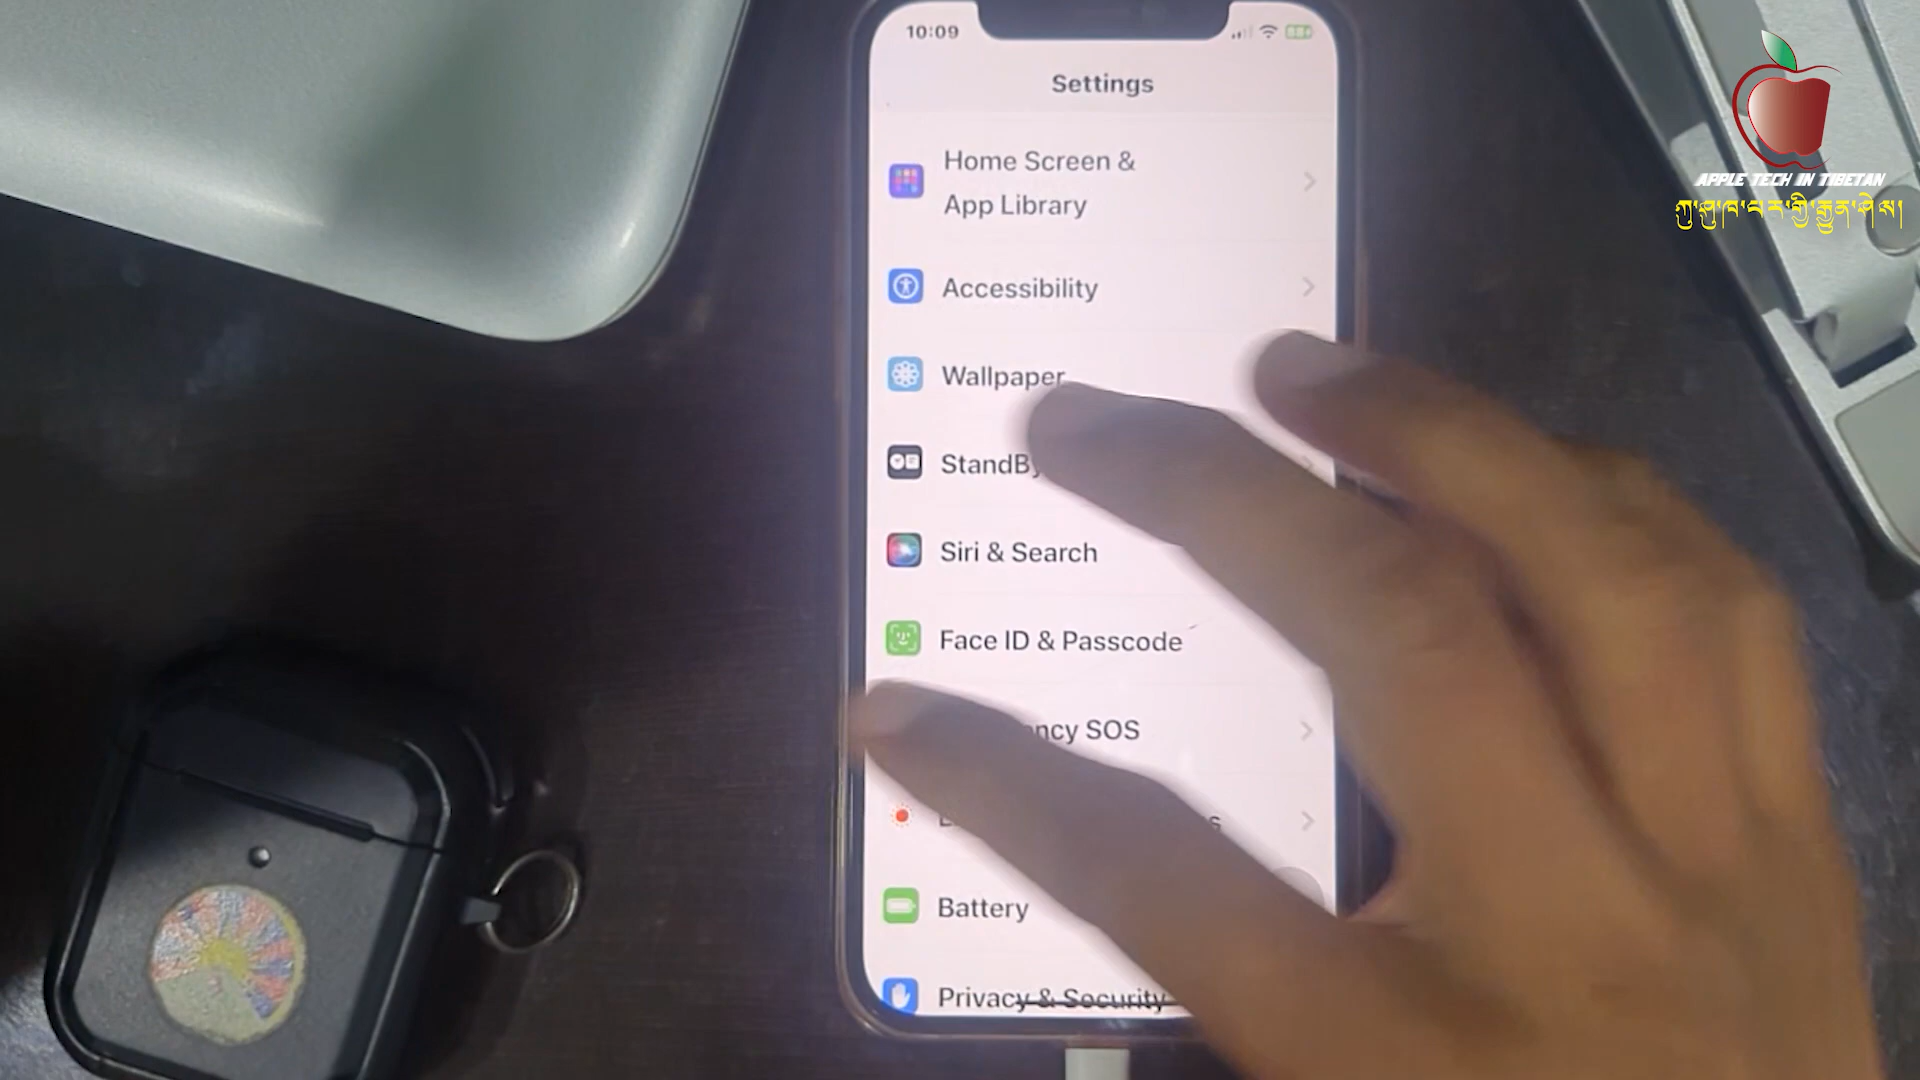 10:09
Settings
Home Screen &
App Library
Accessibility
Wallpaper
StandBy
Siri & Search
Face ID & Passcode
SOS
Battery
Privacy & Security
APPLE TECH IN TIBETAN
ཀུ་ཤུ་ཁ་པར་གྱི་རྒྱུན་ཤེས།